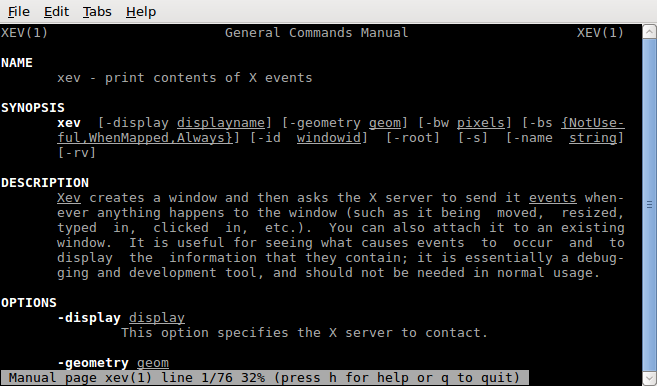 File Edit Tabs Help
XEV(1) General Commands Manual XEV(1)
NAME
xev - print contents of X events
SYNOPSIS
xev [-display displayname] [-geometry geom] [-bw pixels] [-bs {NotUse-
ful,WhenMapped,Always}] [-id windowid] [-root] [-s] [-name string]
[-rv]
DESCRIPTION
Xev creates a window and then asks the X server to send it events when-
ever anything happens to the window (such as it being moved, resized,
typed in, clicked in, etc.). You can also attach it to an existing
window. It is useful for seeing what causes events to occur and to
display the information that they contain; it is essentially a debug-
ging and development tool, and should not be needed in normal usage.
OPTIONS
-display display
This option specifies the X server to contact.
-geometry geom
Manual page xev(1) line 1/76 32% (press h for help or q to quit)